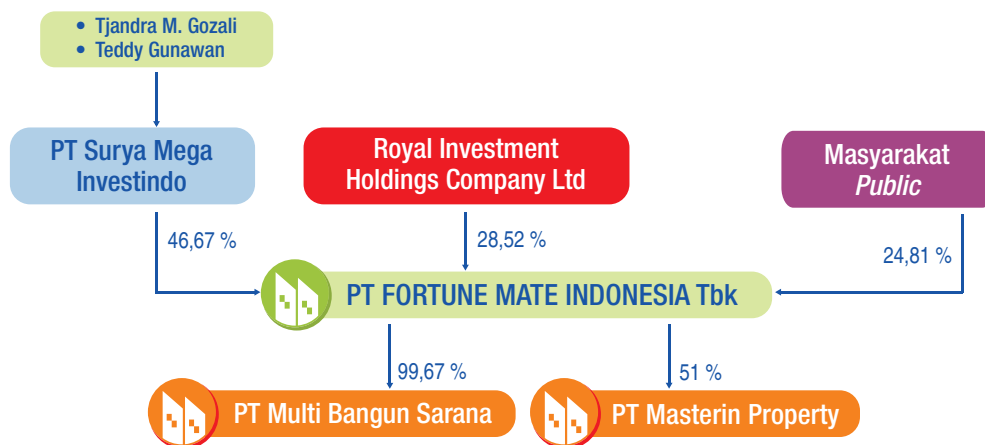 • Tjandra M. Gozali
• Teddy Gunawan
PT Surya Mega
Investindo
Royal Investment
Holdings Company Ltd
Masyarakat
Public
46,67 %
28,52 %
24,81 %
PT FORTUNE MATE INDONESIA Tbk
99,67 %
51 %
PT Multi Bangun Sarana
PT Masterin Property